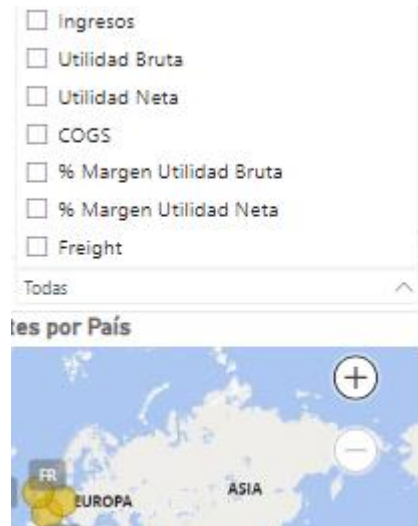 Ingresos
Utilidad Bruta
Utilidad Neta
COGS
% Margen Utilidad Bruta
% Margen Utilidad Neta
Freight
Todas
tes por País
FR
EUROPA
ASIA